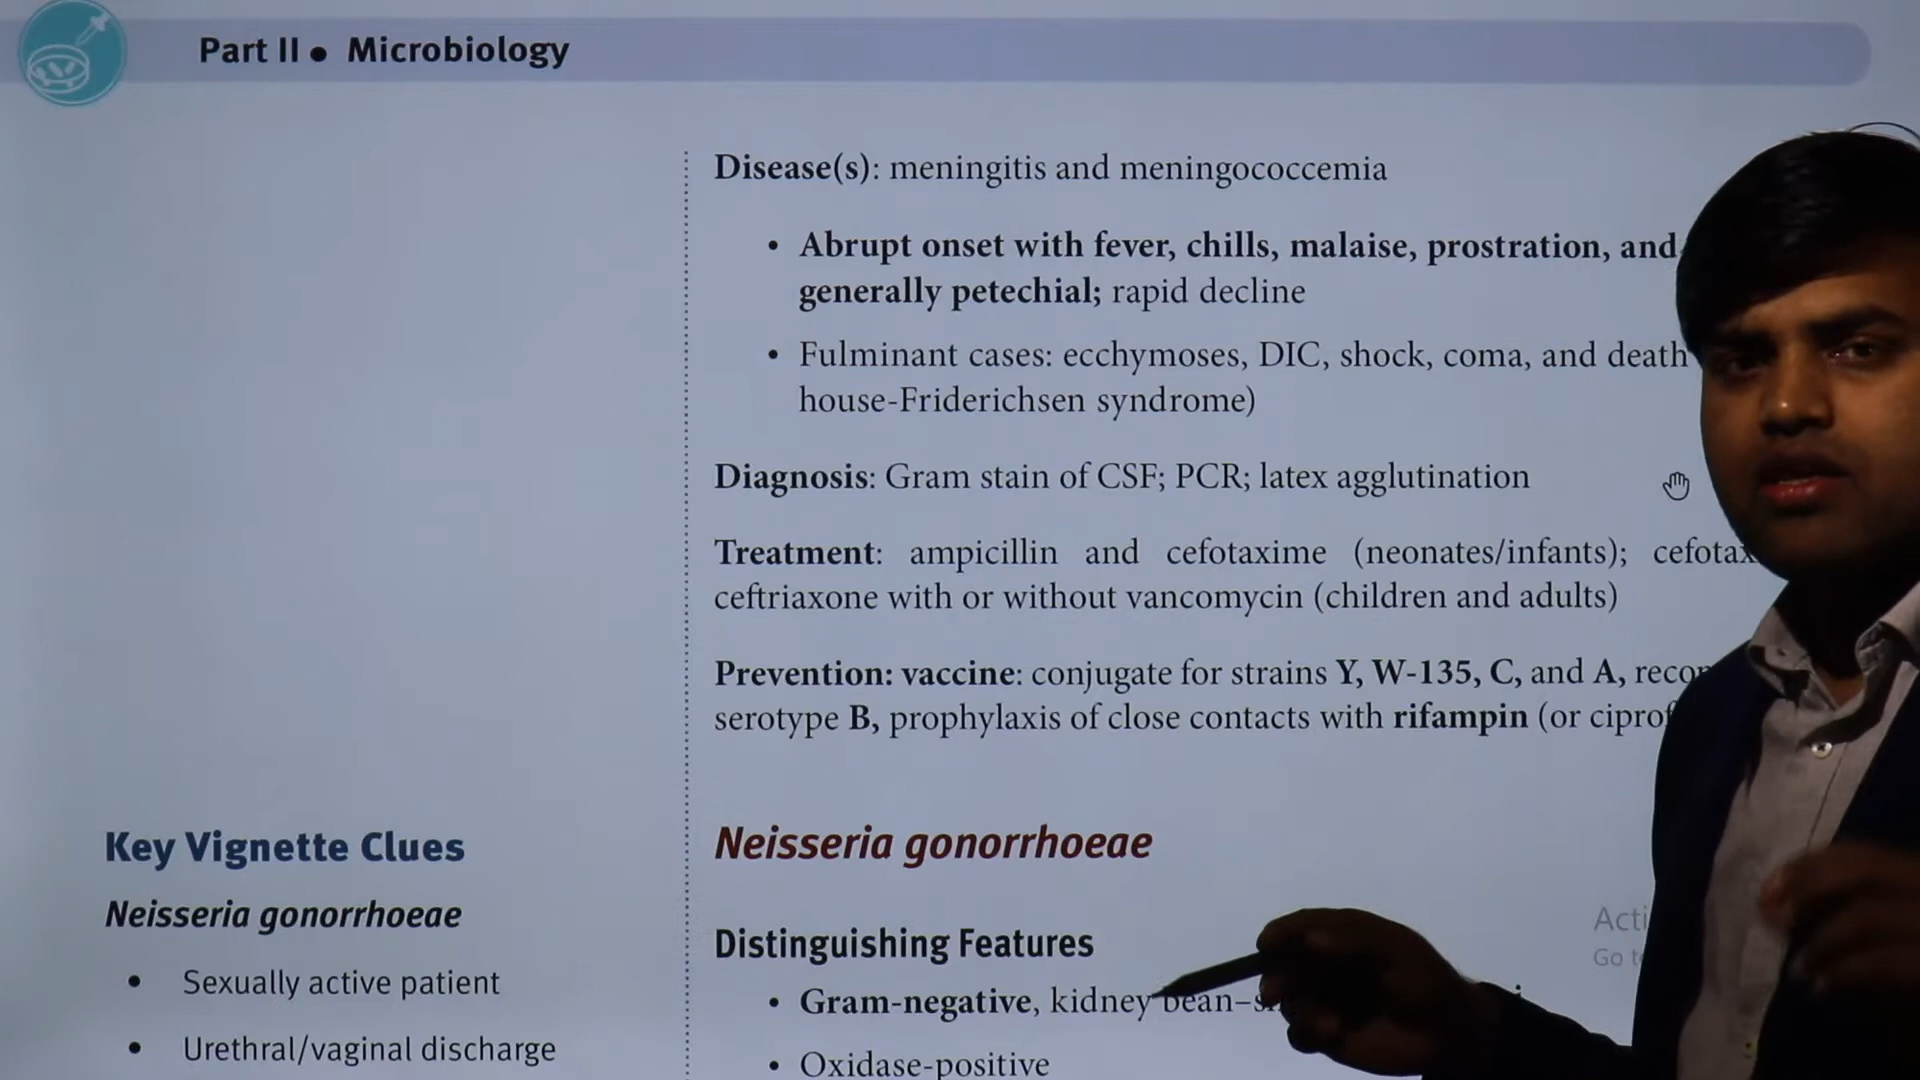 Part II • Microbiology
Disease(s): meningitis and meningococcemia
• Abrupt onset with fever, chills, malaise, prostration, and
generally petechial; rapid decline
• Fulminant cases: ecchymoses, DIC, shock, coma, and death
house-Friderichsen syndrome)
Diagnosis: Gram stain of CSF; PCR; latex agglutination
Treatment: ampicillin and cefotaxime (neonates/infants);
ceftriaxone with or without vancomycin (children and adults)
Prevention: vaccine: conjugate for strains Y, W-135, C, and A,
serotype B, prophylaxis of close contacts with rifampin (or
Key Vignette Clues
Neisseria gonorrhoeae
• Sexually active patient
• Urethral/vaginal discharge
Neisseria gonorrhoeae
Distinguishing Features
• Gram-negative, kidney bean–
• Oxidase-positive